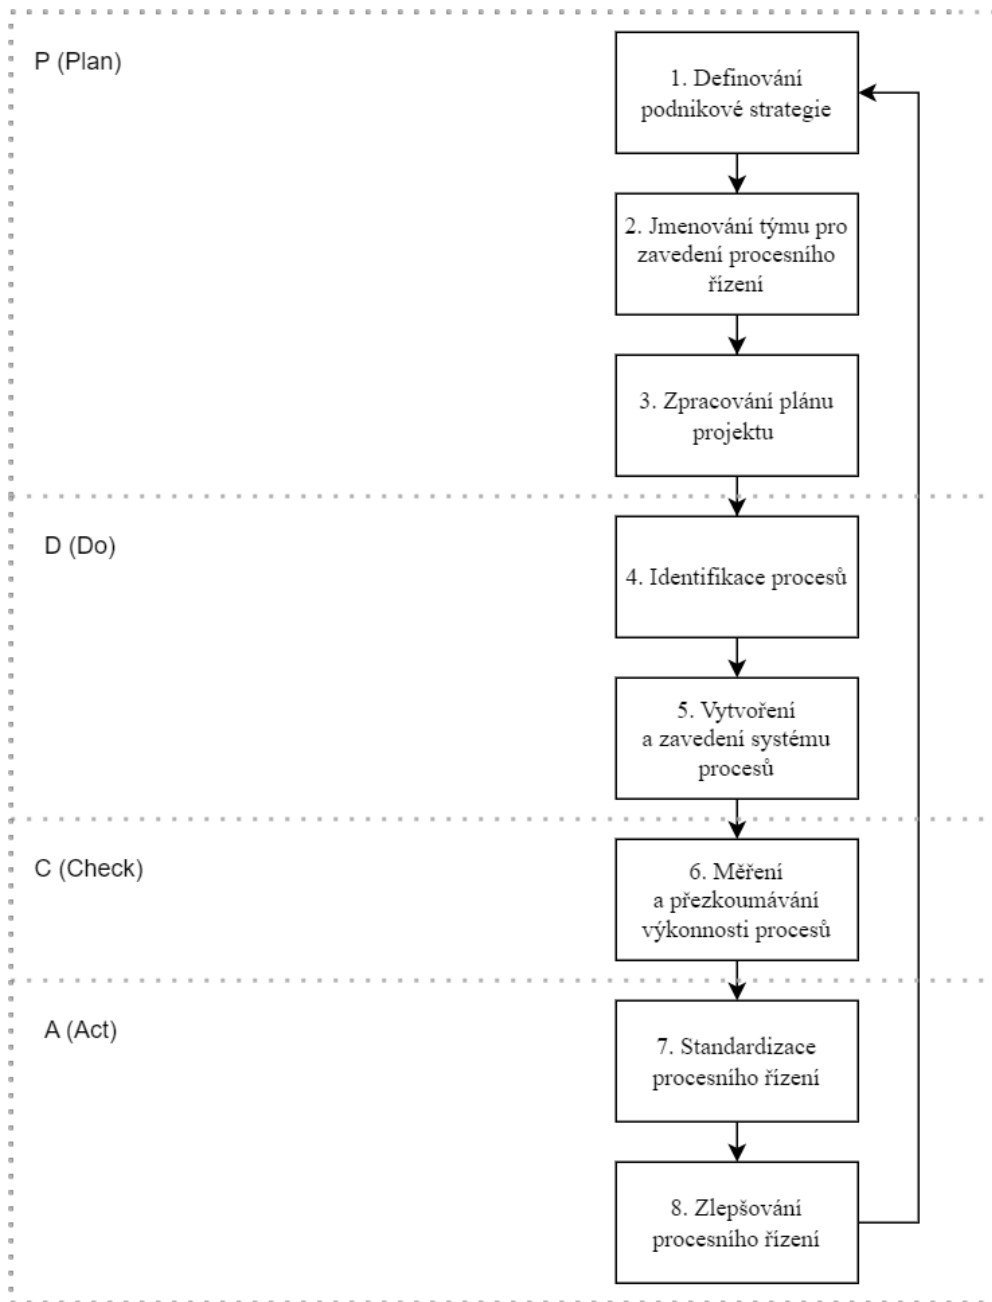 P (Plan)
1. Definování
podnikové strategie
2. Jmenování týmu pro
zavedení procesního
řízení
3. Zpracování plánu
projektu
D (Do)
4. Identifikace procesů
5. Vytvoření
a zavedení systému
procesů
C (Check)
6. Měření
a přezkoumávání
výkonnosti procesů
A (Act)
7. Standardizace
procesního řízení
8. Zlepšování
procesního řízení